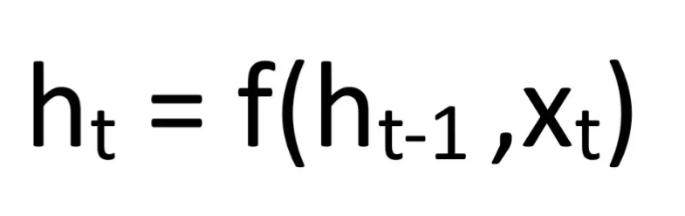 hₜ = f(hₜ₋₁ ,xₜ)